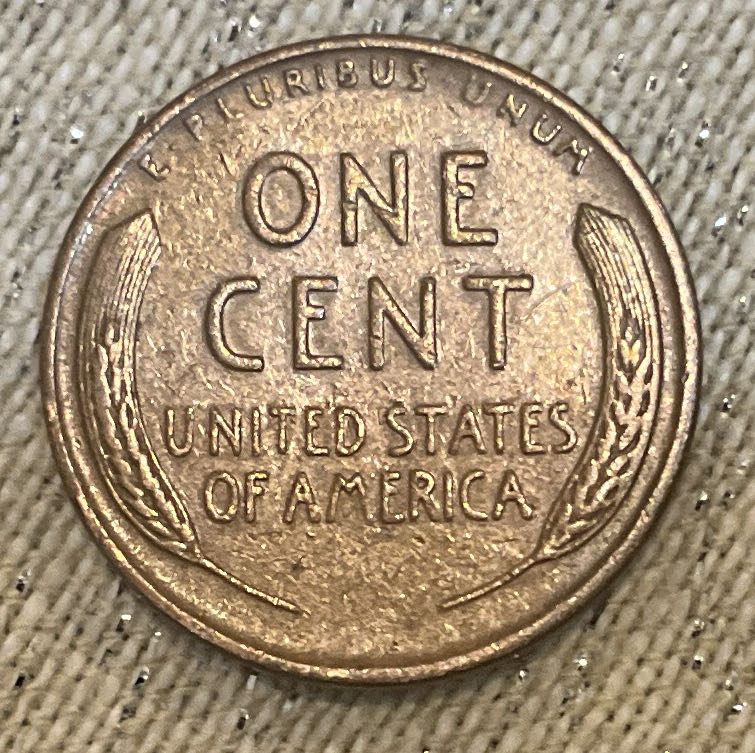 E · PLURIBUS · UNUM
ONE
CENT
UNITED STATES
OF AMERICA